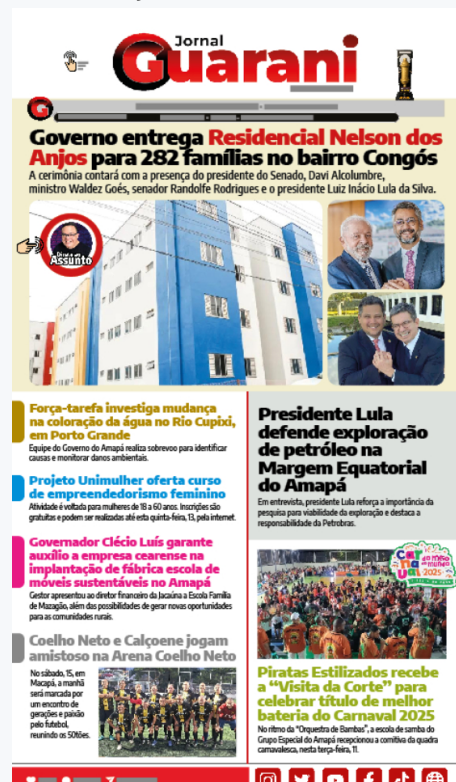 Jornal
Guarani
G
Governo entrega Residencial Nelson dos
Anjos para 282 famílias no bairro Congós
A cerimônia contará com a presença do presidente do Senado, Davi Alcolumbre,
ministro Waldez Goés, senador Randolfe Rodrigues e o presidente Luiz Inácio Lula da Silva.
Direto ao
Assunto
Força-tarefa investiga mudança
na coloração da água no Rio Cupixi,
em Porto Grande
Equipe do Governo do Amapá realiza sobrevoo para identificar
causas e monitorar danos ambientais.
Projeto Unimulher oferta curso
de empreendedorismo feminino
Atividade é voltada para mulheres de 18 a 60 anos. Inscrições são
gratuitas e podem ser realizadas até esta quinta-feira, 13, pela internet.
Governador Clécio Luís garante
auxílio a empresa cearense na
implantação de fábrica escola de
móveis sustentáveis no Amapá
Gestor apresentou ao diretor financeiro da Jacaúna a Escola Família
de Mazagão, além das possibilidades de gerar novas oportunidades
para as comunidades rurais.
Coelho Neto e Calçoene jogam
amistoso na Arena Coelho Neto
No sábado, 15, em
Macapá, a manhã
será marcada por
um encontro de
gerações e paixão
pelo futebol,
reunindo os 50tões.
Presidente Lula
defende exploração
de petróleo na
Margem Equatorial
do Amapá
Em entrevista, presidente Lula reforça a importância da
pesquisa para viabilidade da exploração e destaca a
responsabilidade da Petrobras.
Carnaval
do meio
do mundo
2025
Piratas Estilizados recebe
a “Visita da Corte” para
celebrar título de melhor
bateria do Carnaval 2025
No ritmo da “Orquestra de Bambas”, a escola de samba do
Grupo Especial do Amapá recepcionou a comitiva da quadra
carnavalesca, nesta terça-feira, 11.